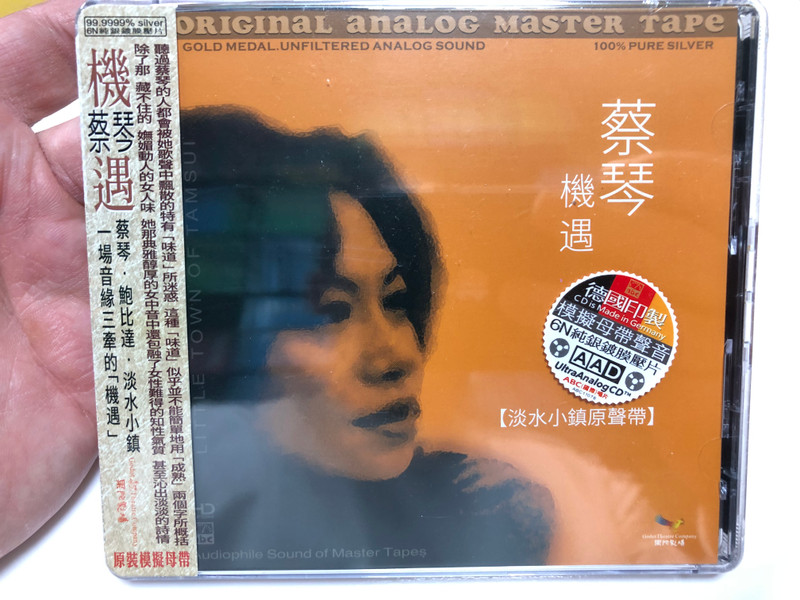 99.9999% silver
6N純銀鍍膜壓片
機遇
蔡琴
蔡琴．鮑比達．淡水小鎮
一場音緣三牽的「機遇」
聽過蔡琴的人都會被她歌聲中飄散的特有「味道」所迷惑 這種「味道」似乎並不能簡單地用「成熟」兩個字所概括
除了那 藏不住的 嫵媚動人的女人味 她那典雅醇厚的女中音中還包融了女性難得的知性氣質 甚至沁出淡淡的詩情
原裝模擬母帶
ORIGINAL ANALOG MASTER TAPE
GOLD MEDAL.UNFILTERED ANALOG SOUND
100% PURE SILVER
蔡琴
機遇
LITTLE TOWN OF TAMSUI
德國印製
CD is Made in Germany
模擬母帶聲音
6N純銀鍍膜壓片
AAD
UltraAnalogCD™
【淡水小鎮原聲帶】
Audiophile Sound of Master Tapes